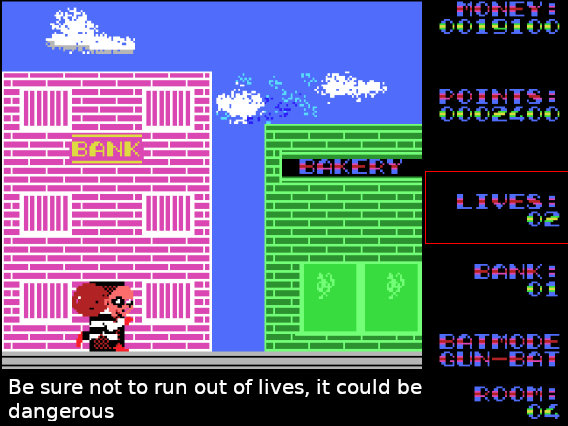 MONEY:
0019100
POINTS:
0002400
BANK
BAKERY
LIVES:
02
BANK:
01
BATMODE
GUN-BAT
ROOM:
04
Be sure not to run out of lives, it could be
dangerous